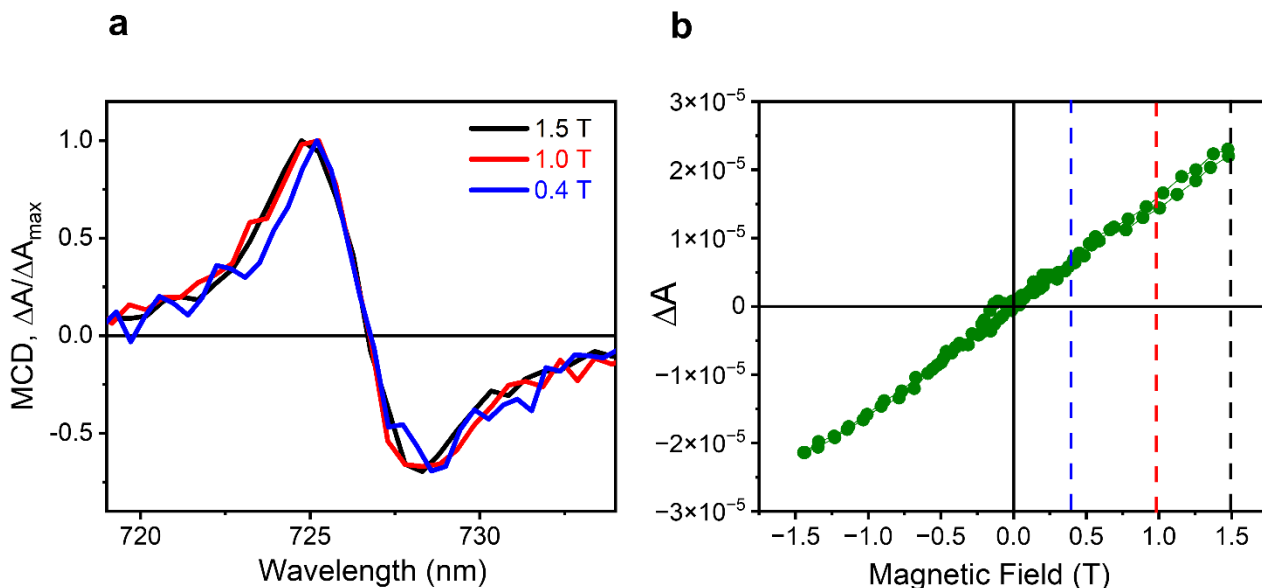 a
b
1.0
0.5
0.0
-0.5
MCD, ΔA/ΔA_max
1.5 T
1.0 T
0.4 T
720
725
730
Wavelength (nm)
3×10⁻⁵
2×10⁻⁵
1×10⁻⁵
0
−1×10⁻⁵
−2×10⁻⁵
−3×10⁻⁵
ΔA
−1.5 −1.0 −0.5 0.0 0.5 1.0 1.5
Magnetic Field (T)